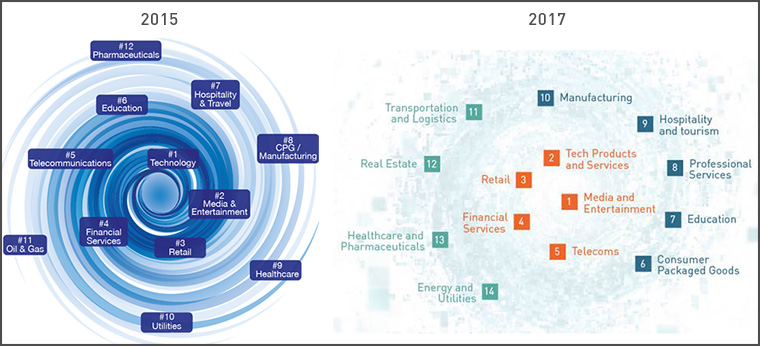 2015
#12
Pharmaceuticals
#7
Hospitality
& Travel
#6
Education
#8
CPG /
Manufacturing
#5
Telecommunications
#1
Technology
#2
Media &
Entertainment
#4
Financial
Services
#3
Retail
#11
Oil & Gas
#9
Healthcare
#10
Utilities
2017
10 Manufacturing
Transportation
and Logistics 11
9 Hospitality
and tourism
2 Tech Products
and Services
Real Estate 12
8 Professional
Services
Retail 3
1 Media and
Entertainment
Financial
Services 4
7 Education
Healthcare and
Pharmaceuticals 13
5 Telecoms
6 Consumer
Packaged Goods
Energy and
Utilities 14